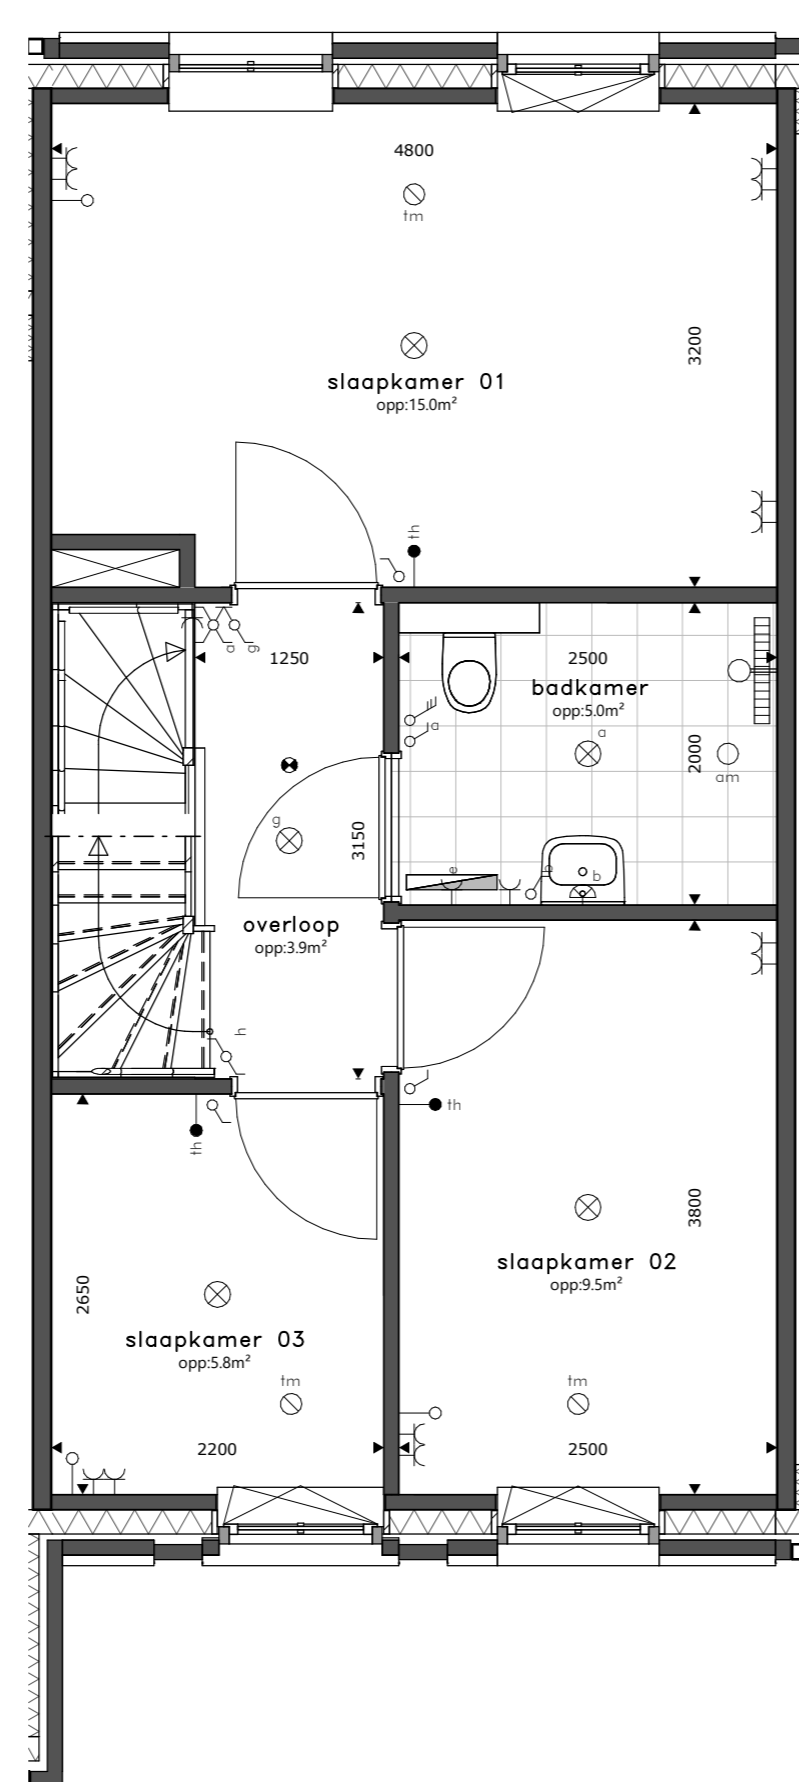 4800
tm
3200
slaapkamer 01
opp:15.0m²
th
a
g
1250
2500
badkamer
opp:5.0m²
a
a
2000
am
g
3150
e
b
b
overloop
opp:3.9m²
h
th
th
3800
slaapkamer 02
opp:9.5m²
2650
slaapkamer 03
opp:5.8m²
tm
tm
2200
2500